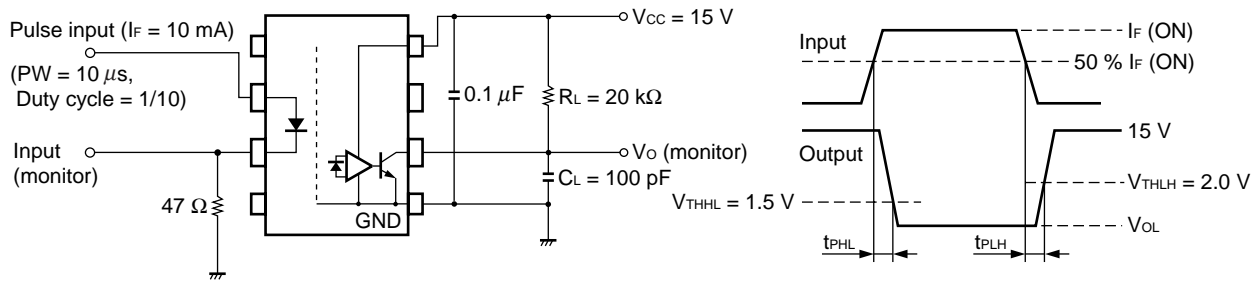 Pulse input (IF = 10 mA)
(PW = 10 μs,
Duty cycle = 1/10)
Input
(monitor)
47 Ω
GND
VCC = 15 V
0.1 μF
RL = 20 kΩ
VO (monitor)
CL = 100 pF
Input
IF (ON)
50 % IF (ON)
Output
15 V
VTHHL = 1.5 V
VTHLH = 2.0 V
VOL
tPHL
tPLH